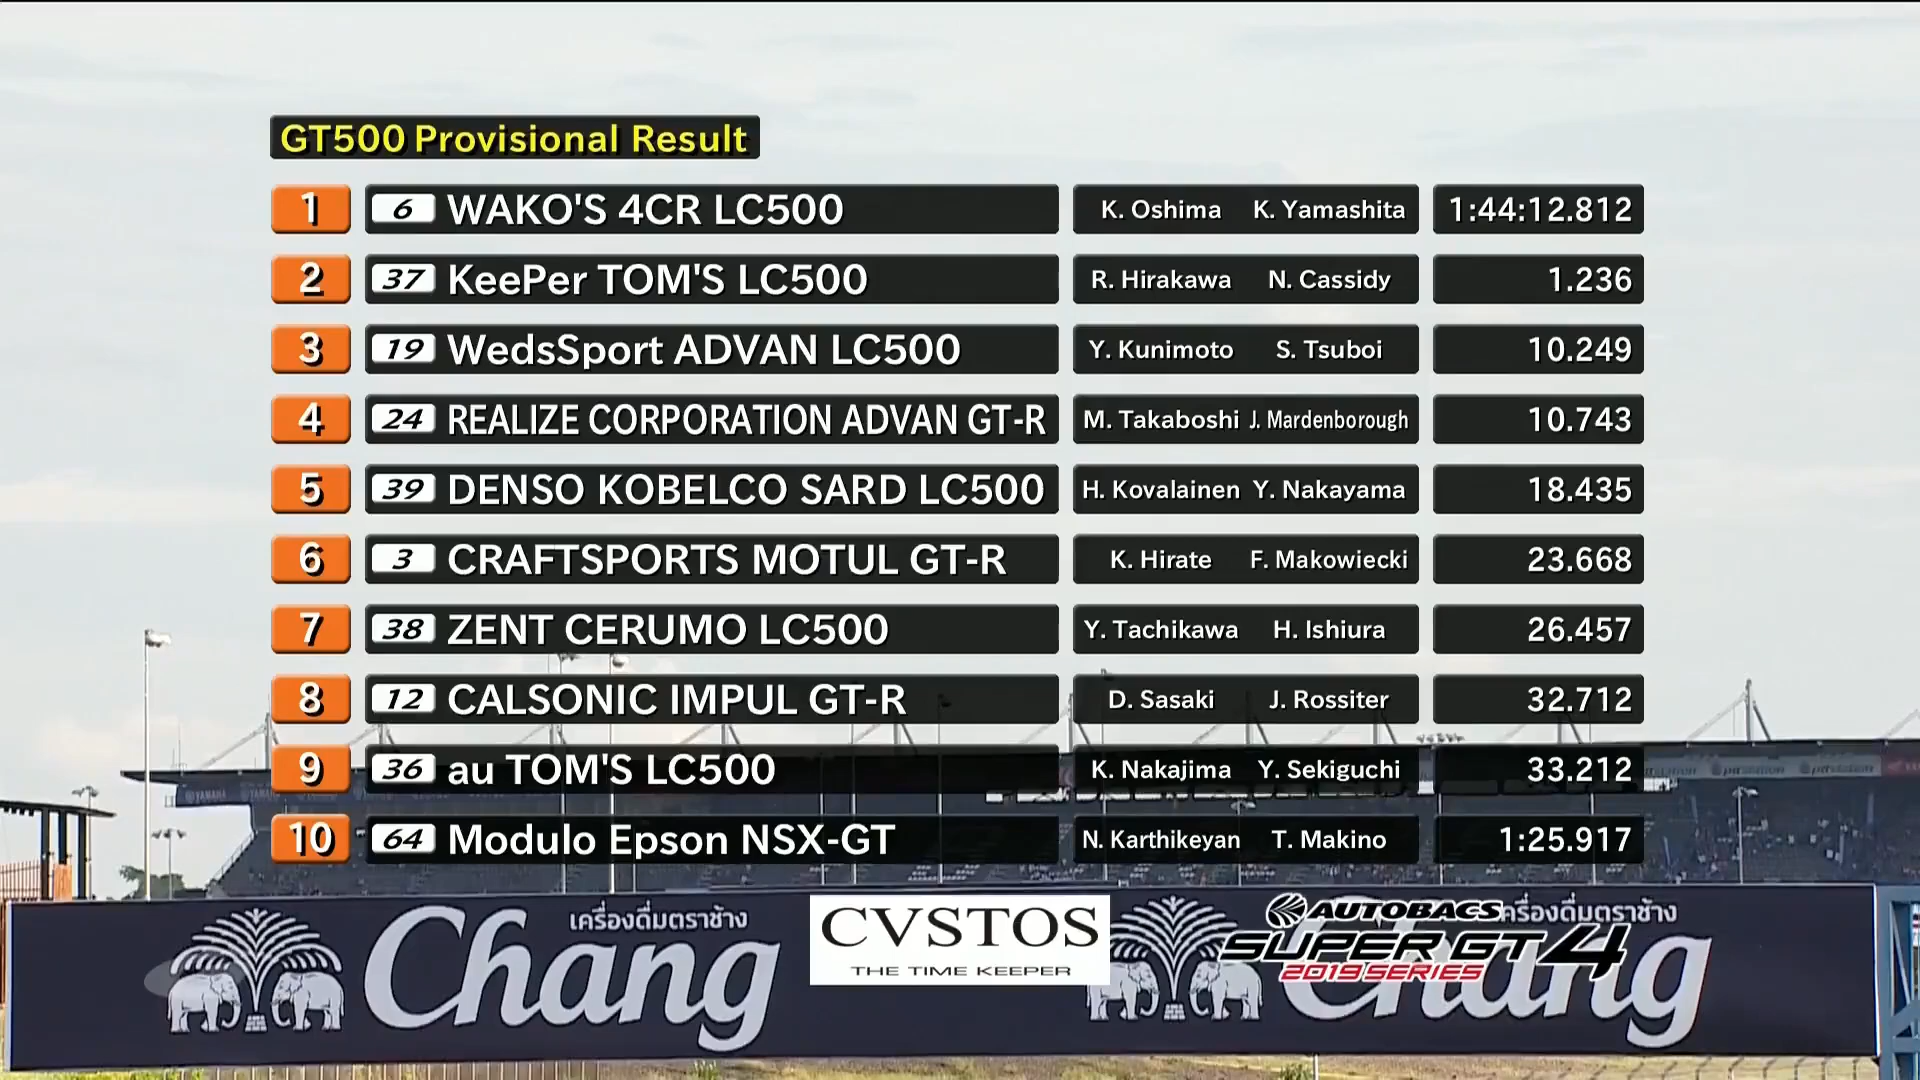 GT500 Provisional Result
1 6 WAKO'S 4CR LC500 K. Oshima K. Yamashita 1:44:12.812
2 37 KeePer TOM'S LC500 R. Hirakawa N. Cassidy 1.236
3 19 WedsSport ADVAN LC500 Y. Kunimoto S. Tsuboi 10.249
4 24 REALIZE CORPORATION ADVAN GT-R M. Takaboshi J. Mardenborough 10.743
5 39 DENSO KOBELCO SARD LC500 H. Kovalainen Y. Nakayama 18.435
6 3 CRAFTSPORTS MOTUL GT-R K. Hirate F. Makowiecki 23.668
7 38 ZENT CERUMO LC500 Y. Tachikawa H. Ishiura 26.457
8 12 CALSONIC IMPUL GT-R D. Sasaki J. Rossiter 32.712
9 36 au TOM'S LC500 K. Nakajima Y. Sekiguchi 33.212
10 64 Modulo Epson NSX-GT N. Karthikeyan T. Makino 1:25.917
YAMAHA
เครื่องดื่มตราช้าง
Chang
CVSTOS
THE TIME KEEPER
AUTOBACS
SUPER GT 4
2019 SERIES
เครื่องดื่มตราช้าง
Chang